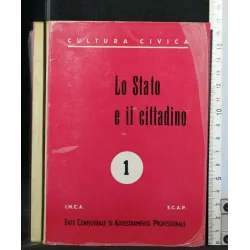 CULTURA CIVICA
Lo Stato
e il cittadino
1
I.N.C.A.
S.C.A.P.
ENTE CONFEDERALE DI ADDESTRAMENTO PROFESSIONALE